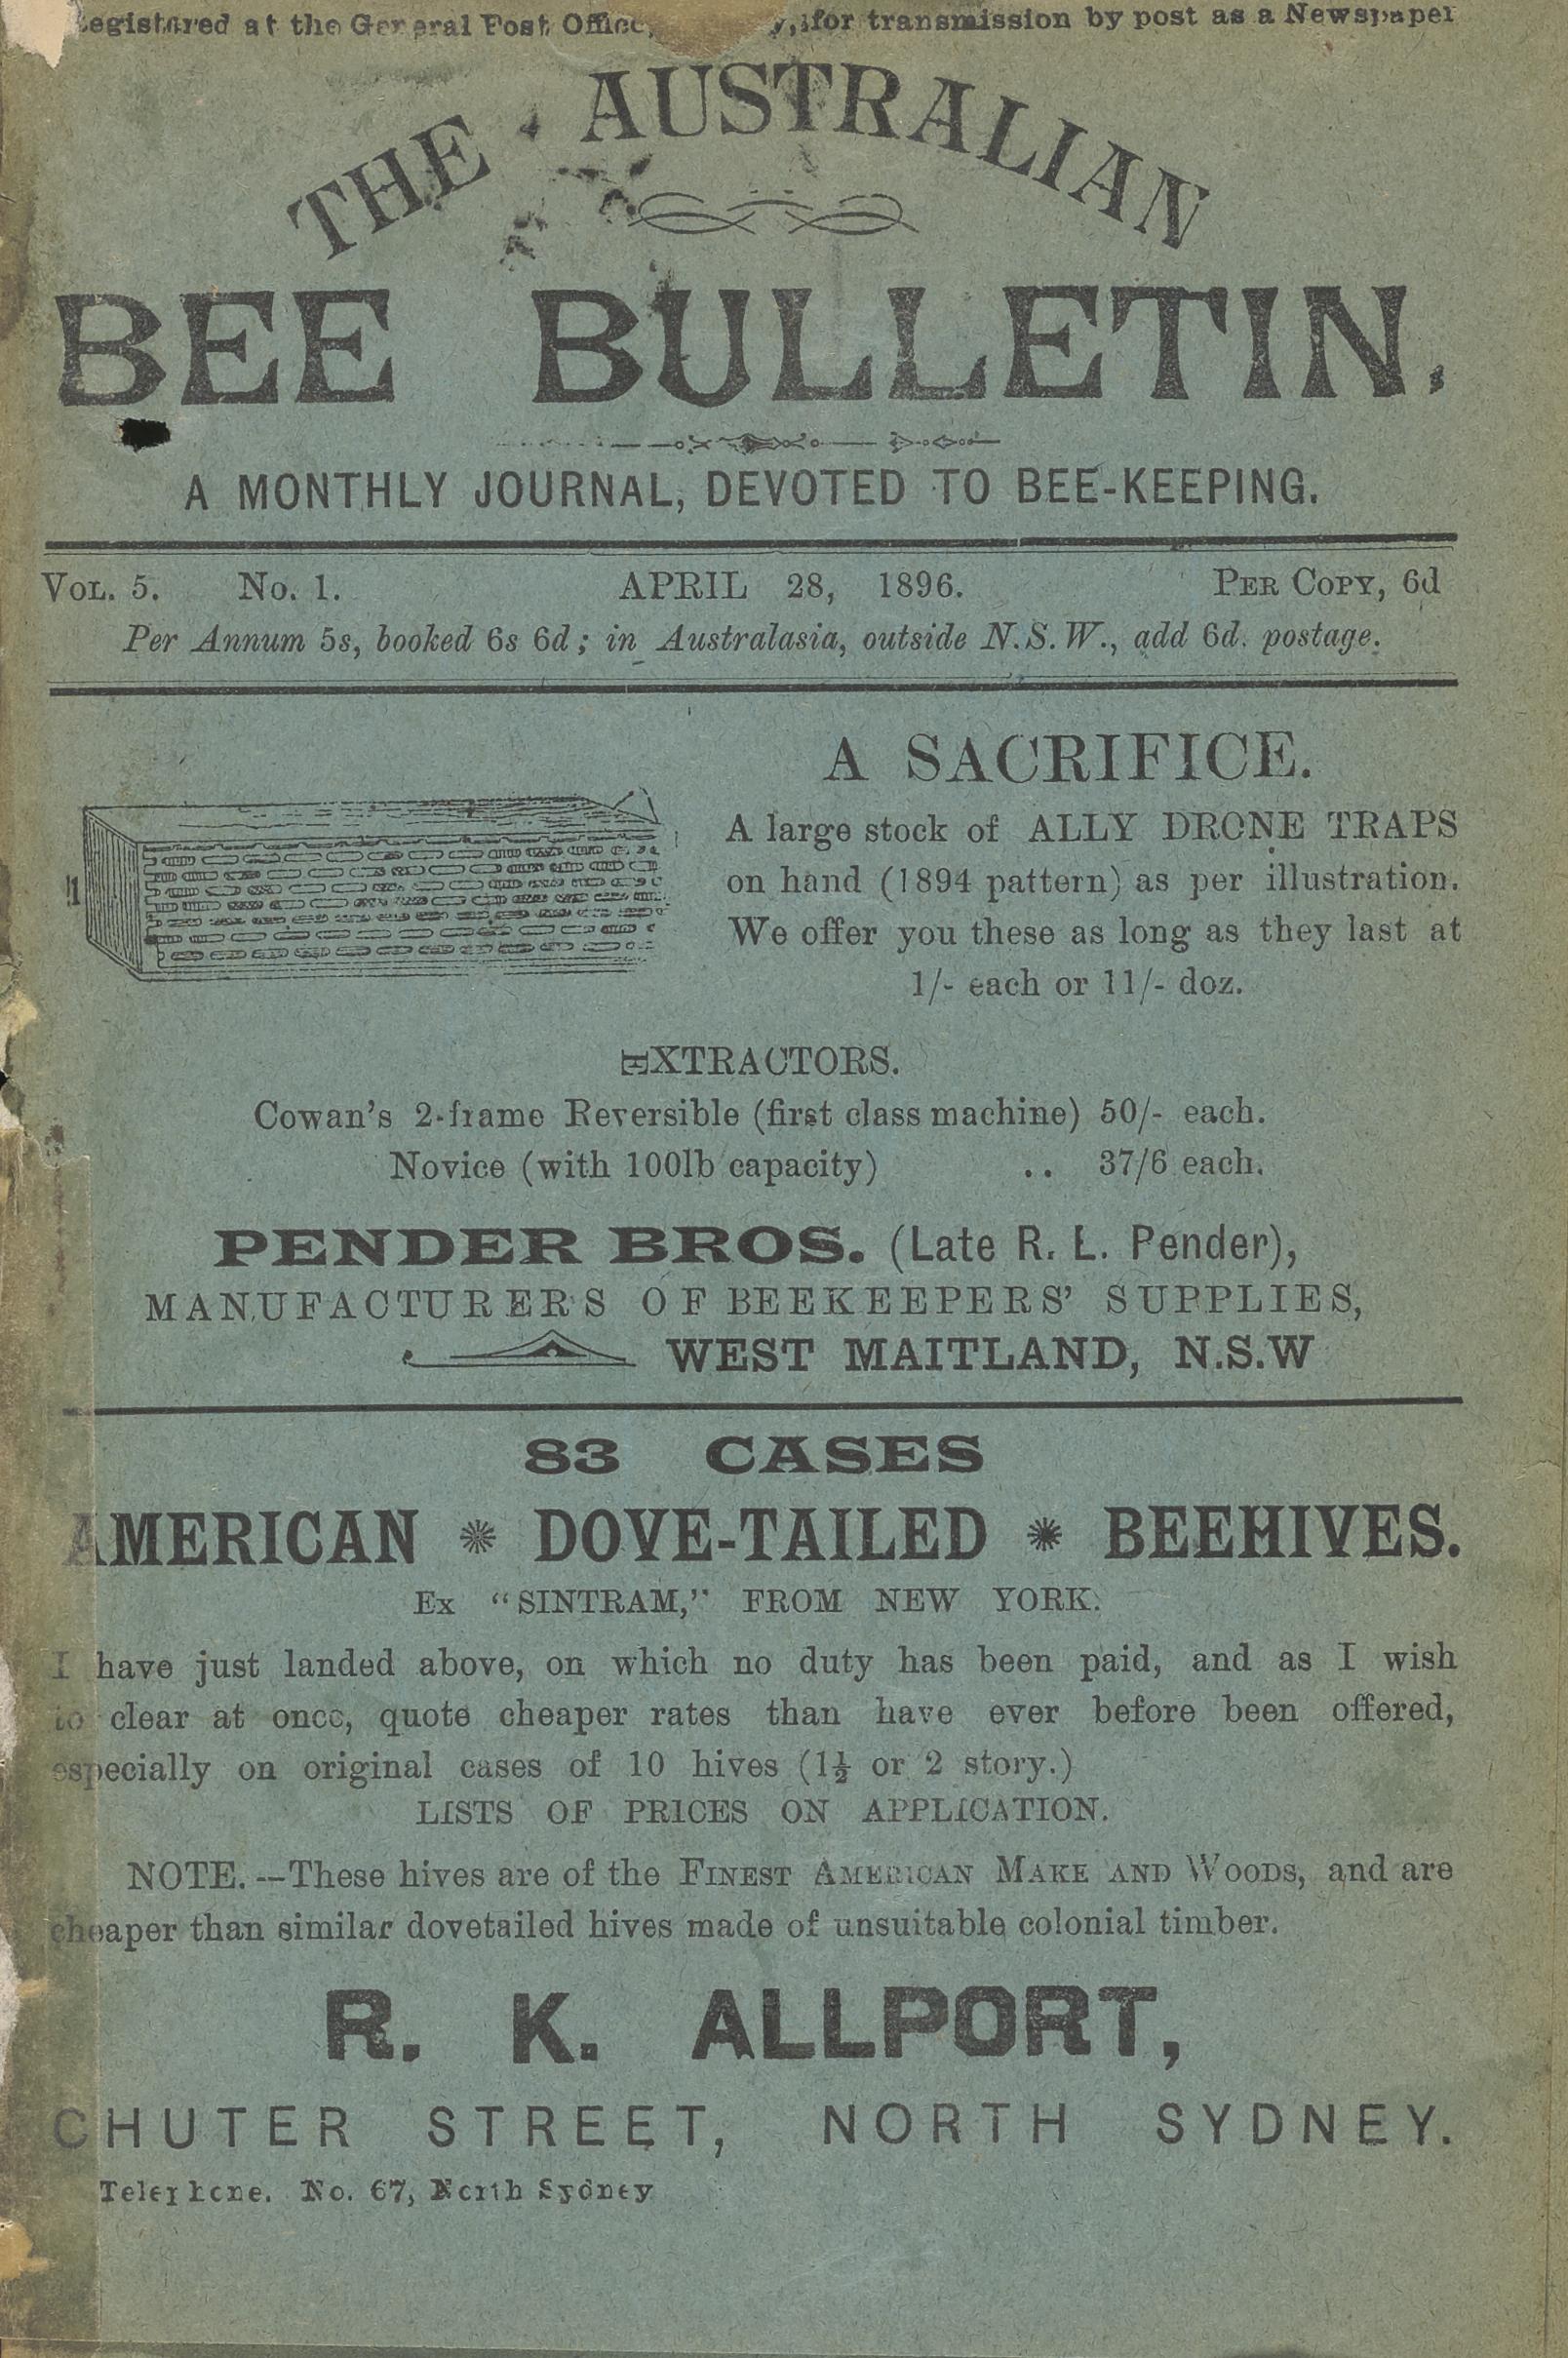 Registered at the General Post Office, for transmission by post as a Newspaper
THE AUSTRALIAN
BEE BULLETIN.
A MONTHLY JOURNAL, DEVOTED TO BEE-KEEPING.
VOL. 5. No. 1. APRIL 28, 1896. PER COPY, 6d
Per Annum 5s, booked 6s 6d; in Australasia, outside N.S.W., add 6d. postage.
A SACRIFICE.
A large stock of ALLY DRONE TRAPS
on hand (1894 pattern) as per illustration.
We offer you these as long as they last at
1/- each or 11/- doz.
EXTRACTORS.
Cowan's 2-frame Reversible (first class machine) 50/- each.
Novice (with 100lb capacity) .. 37/6 each.
PENDER BROS. (Late R. L. Pender),
MANUFACTURERS OF BEEKEEPERS' SUPPLIES,
WEST MAITLAND, N.S.W
83 CASES
AMERICAN * DOVE-TAILED * BEEHIVES.
Ex "SINTRAM," FROM NEW YORK.
I have just landed above, on which no duty has been paid, and as I wish
to clear at once, quote cheaper rates than have ever before been offered,
especially on original cases of 10 hives (1½ or 2 story.)
LISTS OF PRICES ON APPLICATION.
NOTE.--These hives are of the FINEST AMERICAN MAKE AND WOODS, and are
cheaper than similar dovetailed hives made of unsuitable colonial timber.
R. K. ALLPORT,
CHUTER STREET, NORTH SYDNEY.
Telephone. No. 67, North Sydney